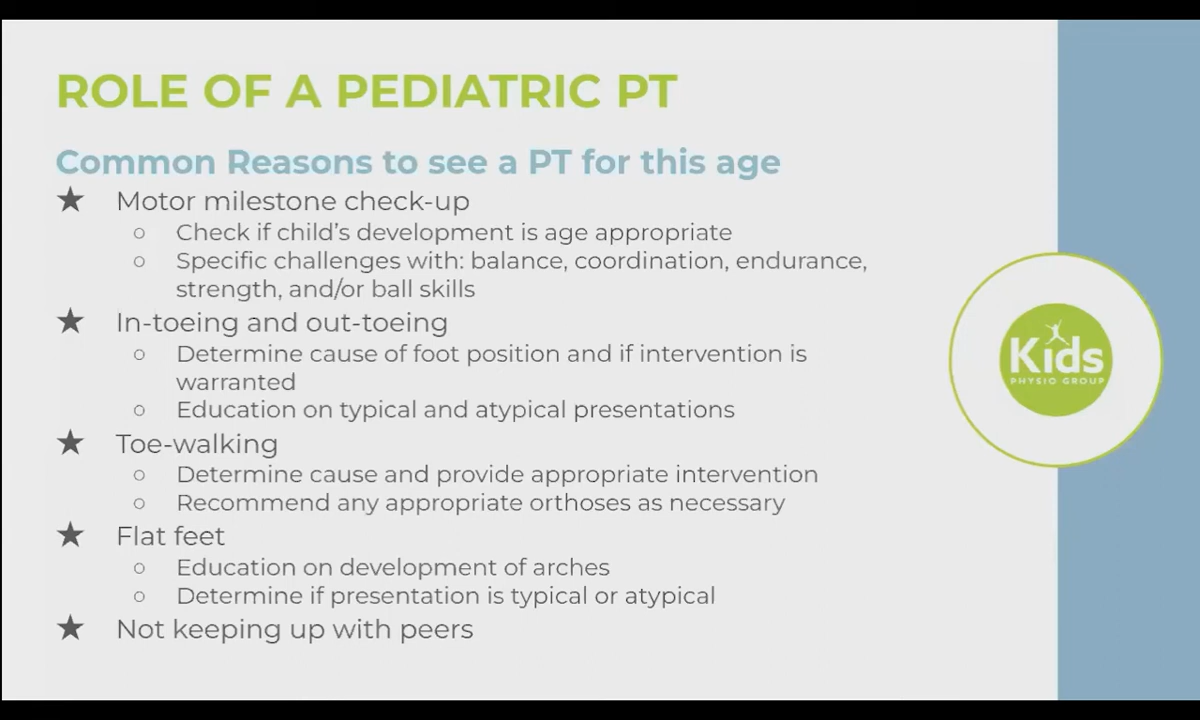 ROLE OF A PEDIATRIC PT
Common Reasons to see a PT for this age
★ Motor milestone check-up
○ Check if child's development is age appropriate
○ Specific challenges with: balance, coordination, endurance,
strength, and/or ball skills
★ In-toeing and out-toeing
○ Determine cause of foot position and if intervention is
warranted
○ Education on typical and atypical presentations
★ Toe-walking
○ Determine cause and provide appropriate intervention
○ Recommend any appropriate orthoses as necessary
★ Flat feet
○ Education on development of arches
○ Determine if presentation is typical or atypical
★ Not keeping up with peers
Kids
PHYSIO GROUP